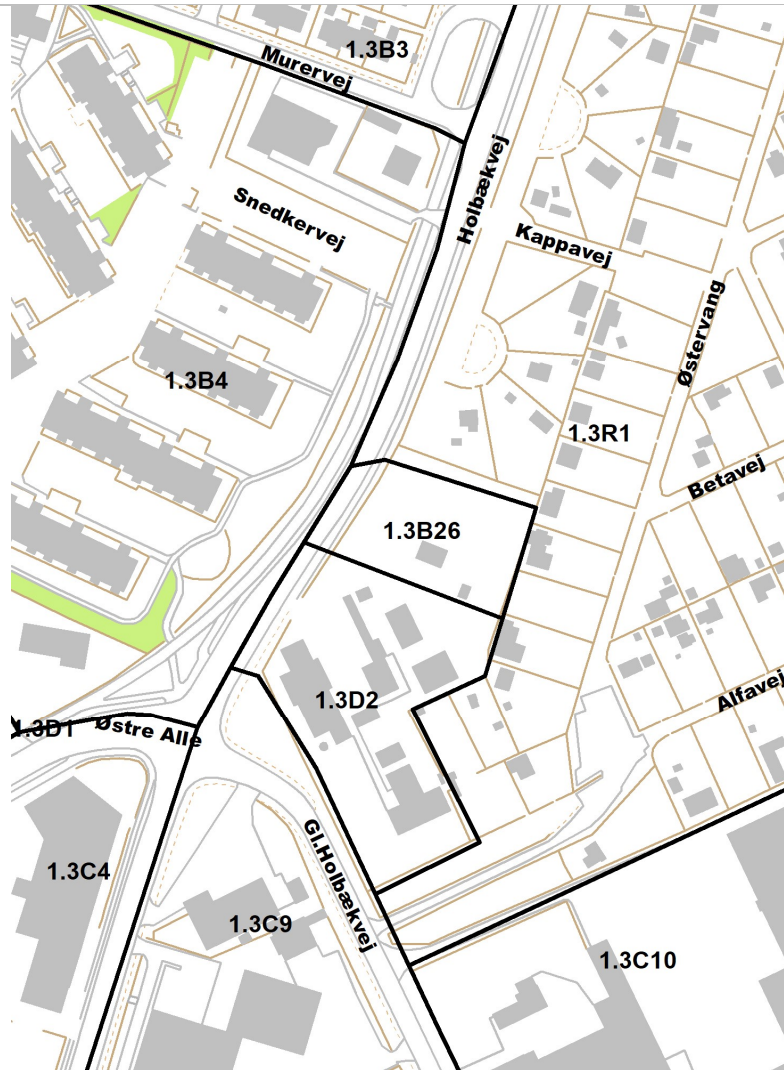 1.3B3
Murervej
Holbækvej
Snedkervej
Kappavej
Østervang
1.3B4
1.3R1
Betavej
1.3B26
Alfavej
1.3D2
1.3D1
Østre Alle
Gl.Holbækvej
1.3C4
1.3C9
1.3C10